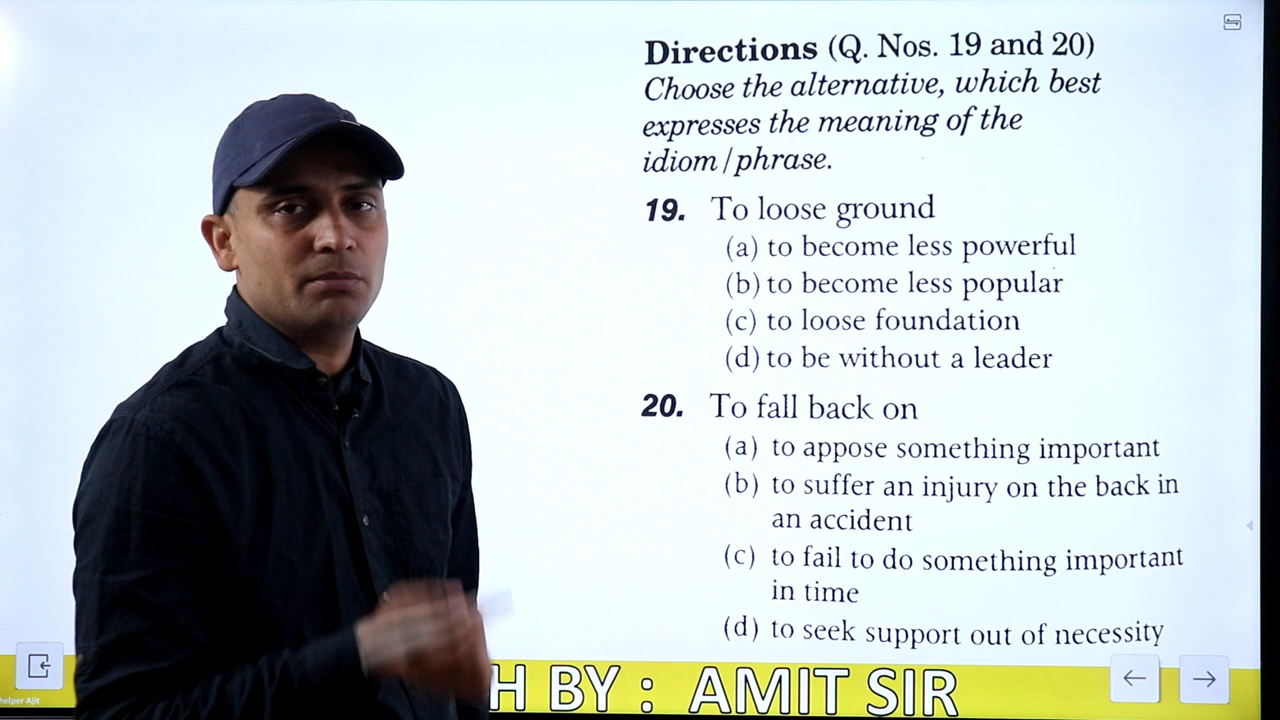 Directions (Q. Nos. 19 and 20)
Choose the alternative, which best
expresses the meaning of the
idiom/phrase.
19. To loose ground
(a) to become less powerful
(b) to become less popular
(c) to loose foundation
(d) to be without a leader
20. To fall back on
(a) to appose something important
(b) to suffer an injury on the back in
an accident
(c) to fail to do something important
in time
(d) to seek support out of necessity
H BY : AMIT SIR
helper Ajit